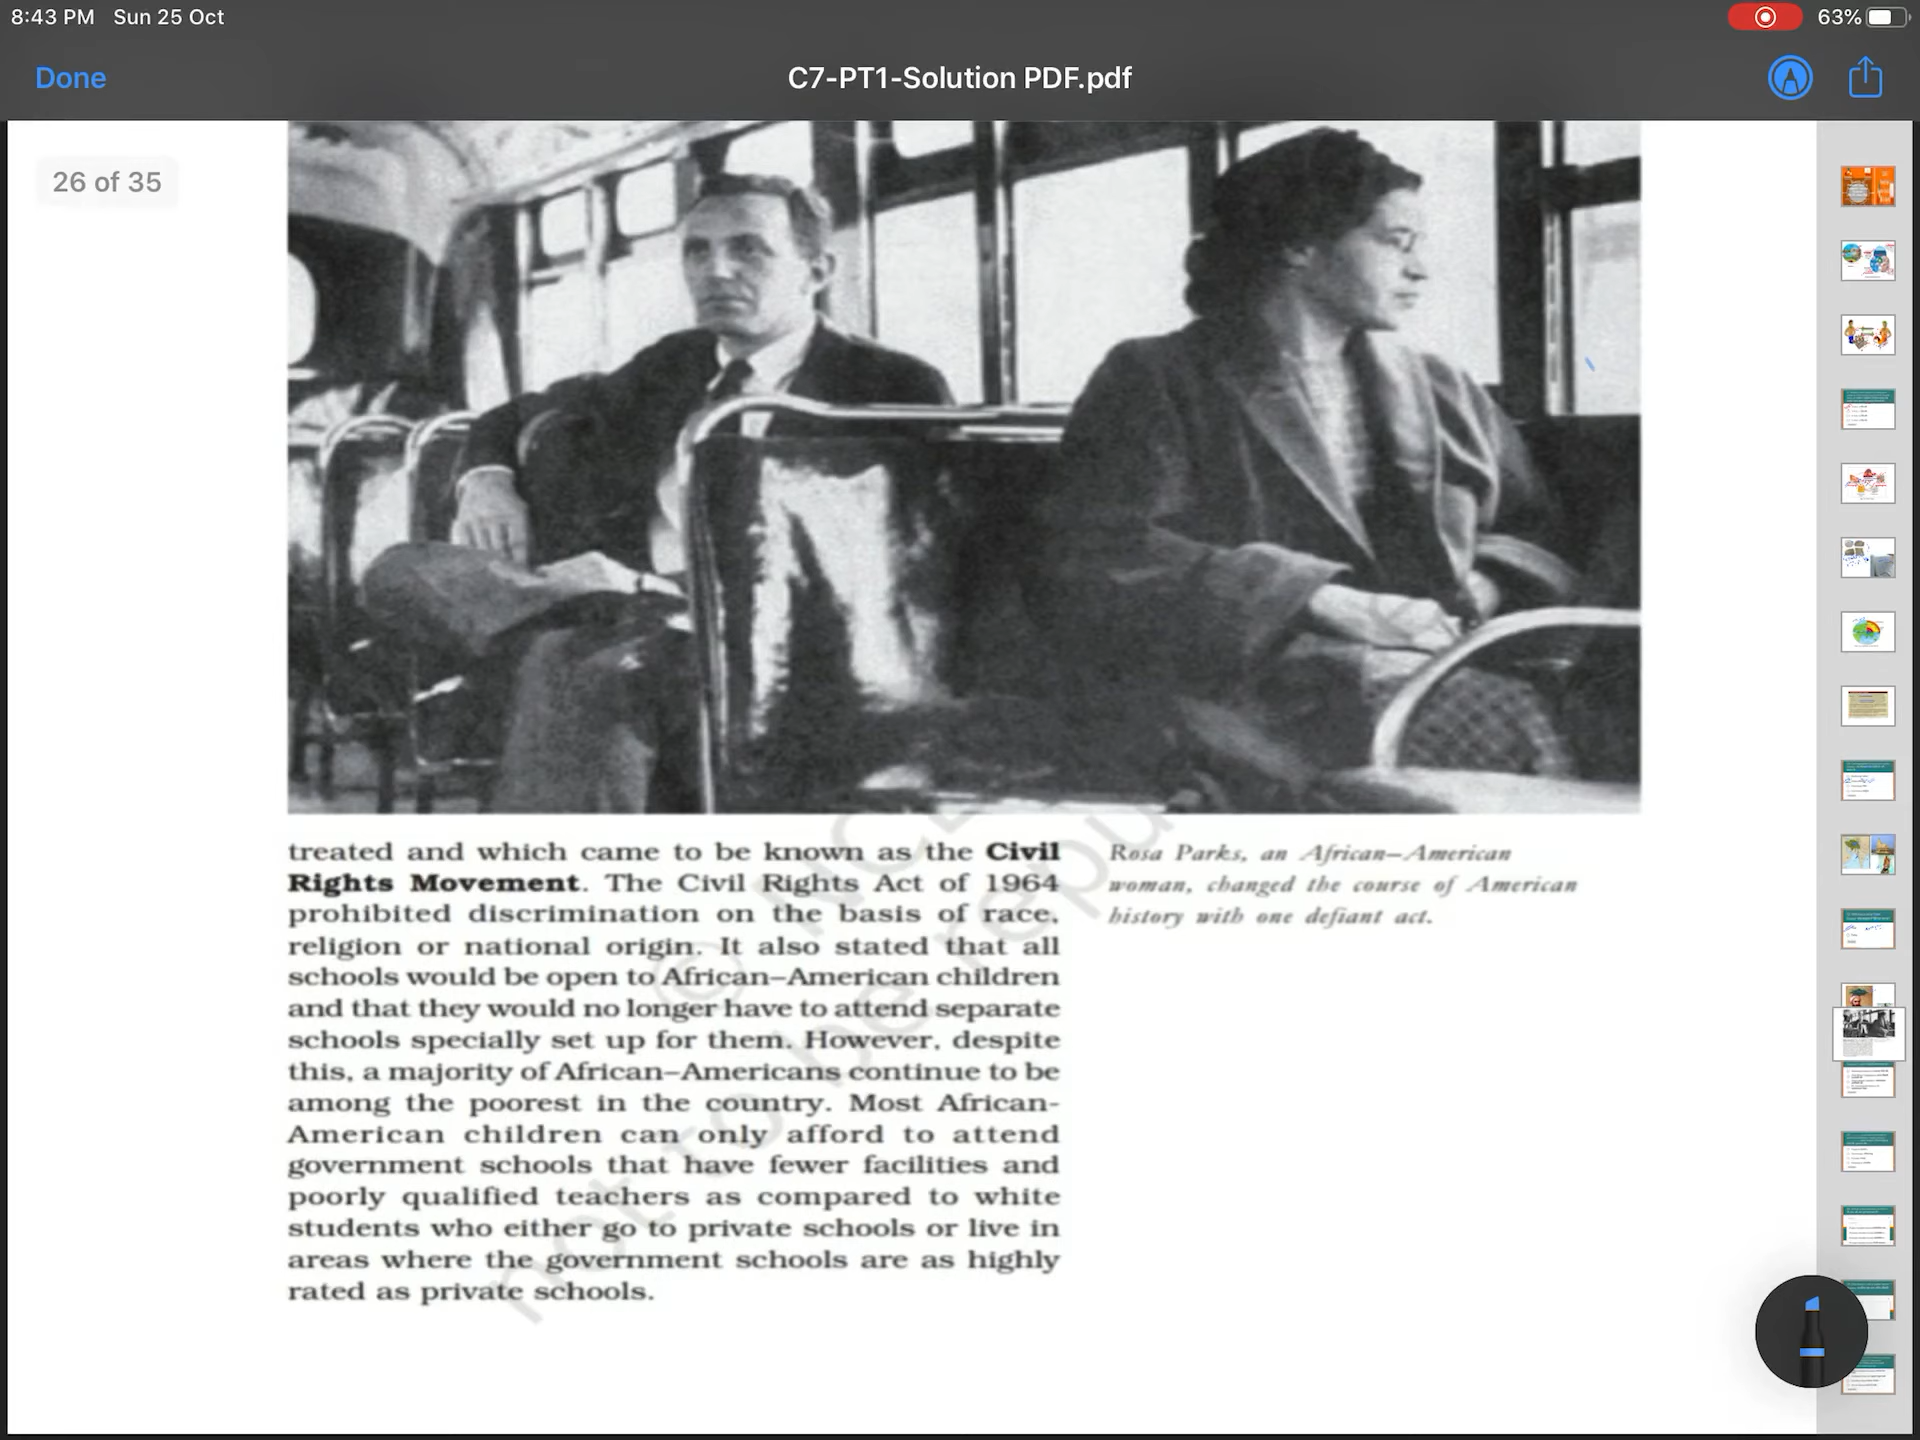 8:43 PM Sun 25 Oct
63%
Done
C7-PT1-Solution PDF.pdf
26 of 35
treated and which came to be known as the Civil
Rights Movement. The Civil Rights Act of 1964
prohibited discrimination on the basis of race,
religion or national origin. It also stated that all
schools would be open to African–American children
and that they would no longer have to attend separate
schools specially set up for them. However, despite
this, a majority of African–Americans continue to be
among the poorest in the country. Most African-
American children can only afford to attend
government schools that have fewer facilities and
poorly qualified teachers as compared to white
students who either go to private schools or live in
areas where the government schools are as highly
rated as private schools.
Rosa Parks, an African–American
woman, changed the course of American
history with one defiant act.
not to be repu